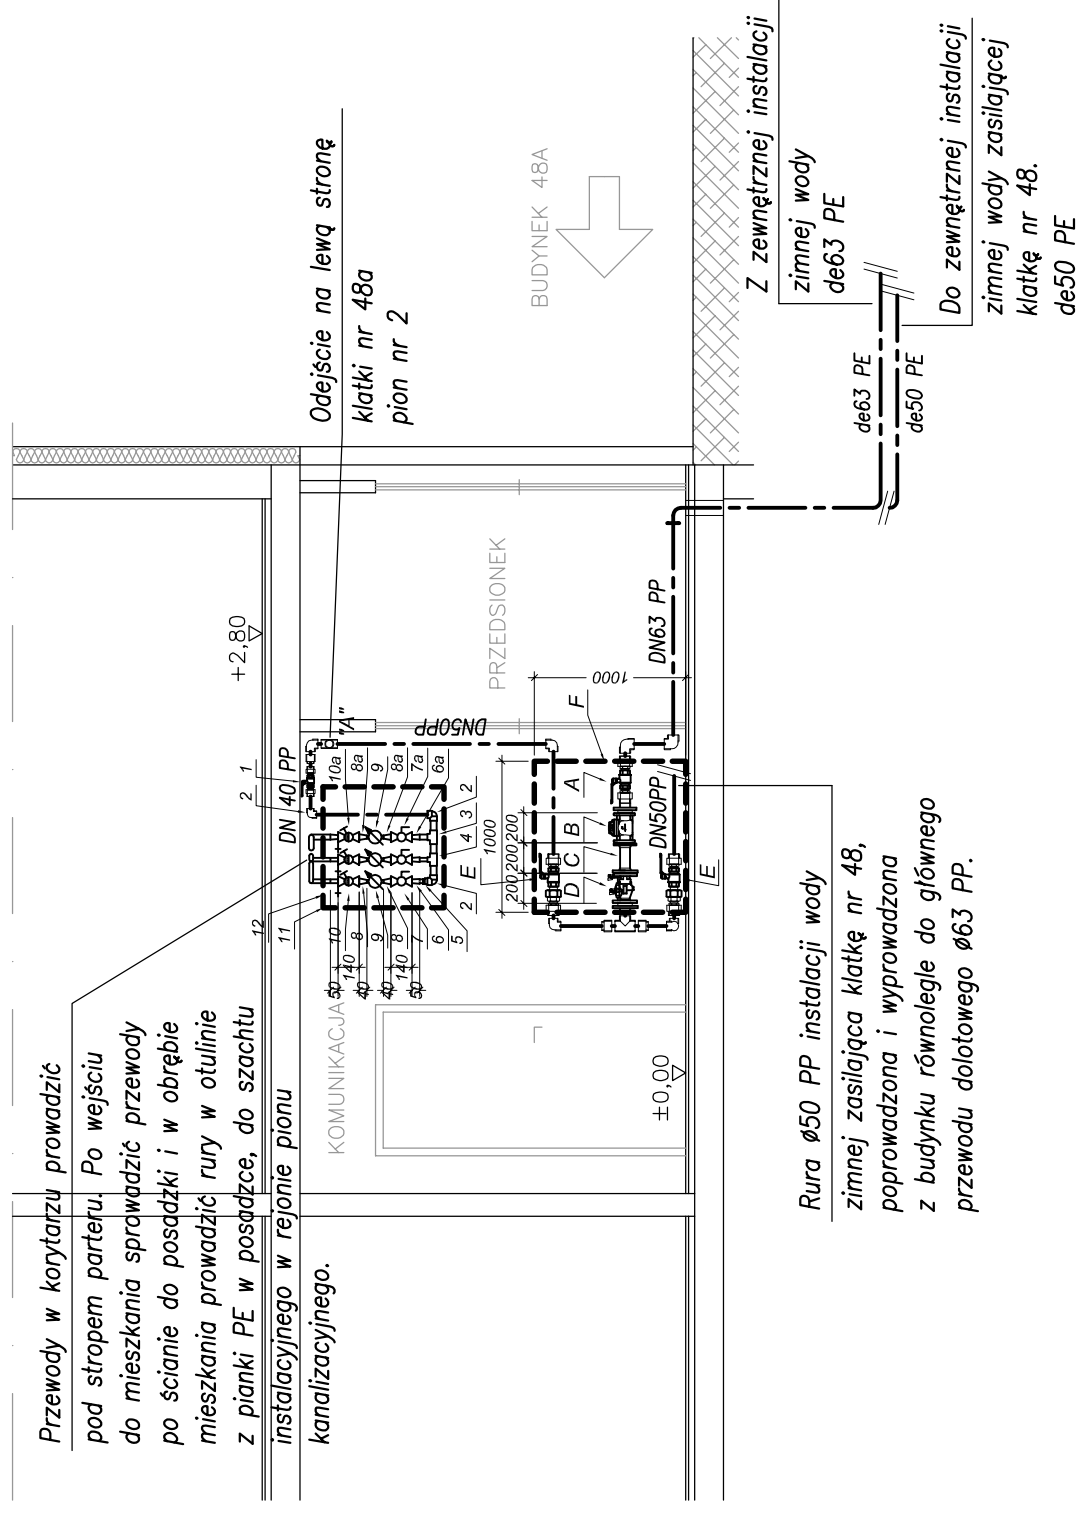 Przewody w korytarzu prowadzić
pod stropem parteru. Po wejściu
do mieszkania sprowadzić przewody
po ścianie do posadzki i w obrębie
mieszkania prowadzić rury w otulinie
z pianki PE w posadzce, do szachtu
instalacyjnego w rejonie pionu
kanalizacyjnego.
Odejście na lewą stronę
klatki nr 48a
pion nr 2
BUDYNEK 48A
+2,80
DN 40 PP
"A"
1
2
10a
8a
9
8a
7a
6a
2
3
4
E
2
12
11
10
8
9
8
7
6
5
50
140
40
40
140
50
KOMUNIKACJA
PRZEDSIONEK
DN50PP
DN63 PP
1000
1000
200
200
200
F
A
B
C
D
E
DN50PP
±0,00
de63 PE
de50 PE
Z zewnętrznej instalacji
zimnej wody
de63 PE
Do zewnętrznej instalacji
zimnej wody zasilającej
klatkę nr 48.
de50 PE
Rura ø50 PP instalacji wody
zimnej zasilająca klatkę nr 48,
poprowadzona i wyprowadzona
z budynku równolegle do głównego
przewodu dolotowego ø63 PP.